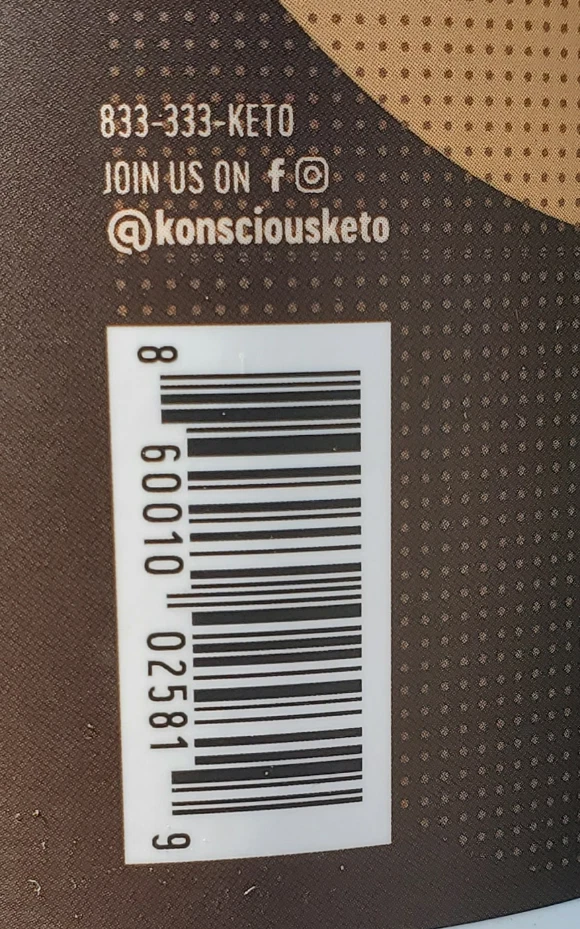 833-333-KETO
JOIN US ON
@konsciousketo
8 60010 02581 9